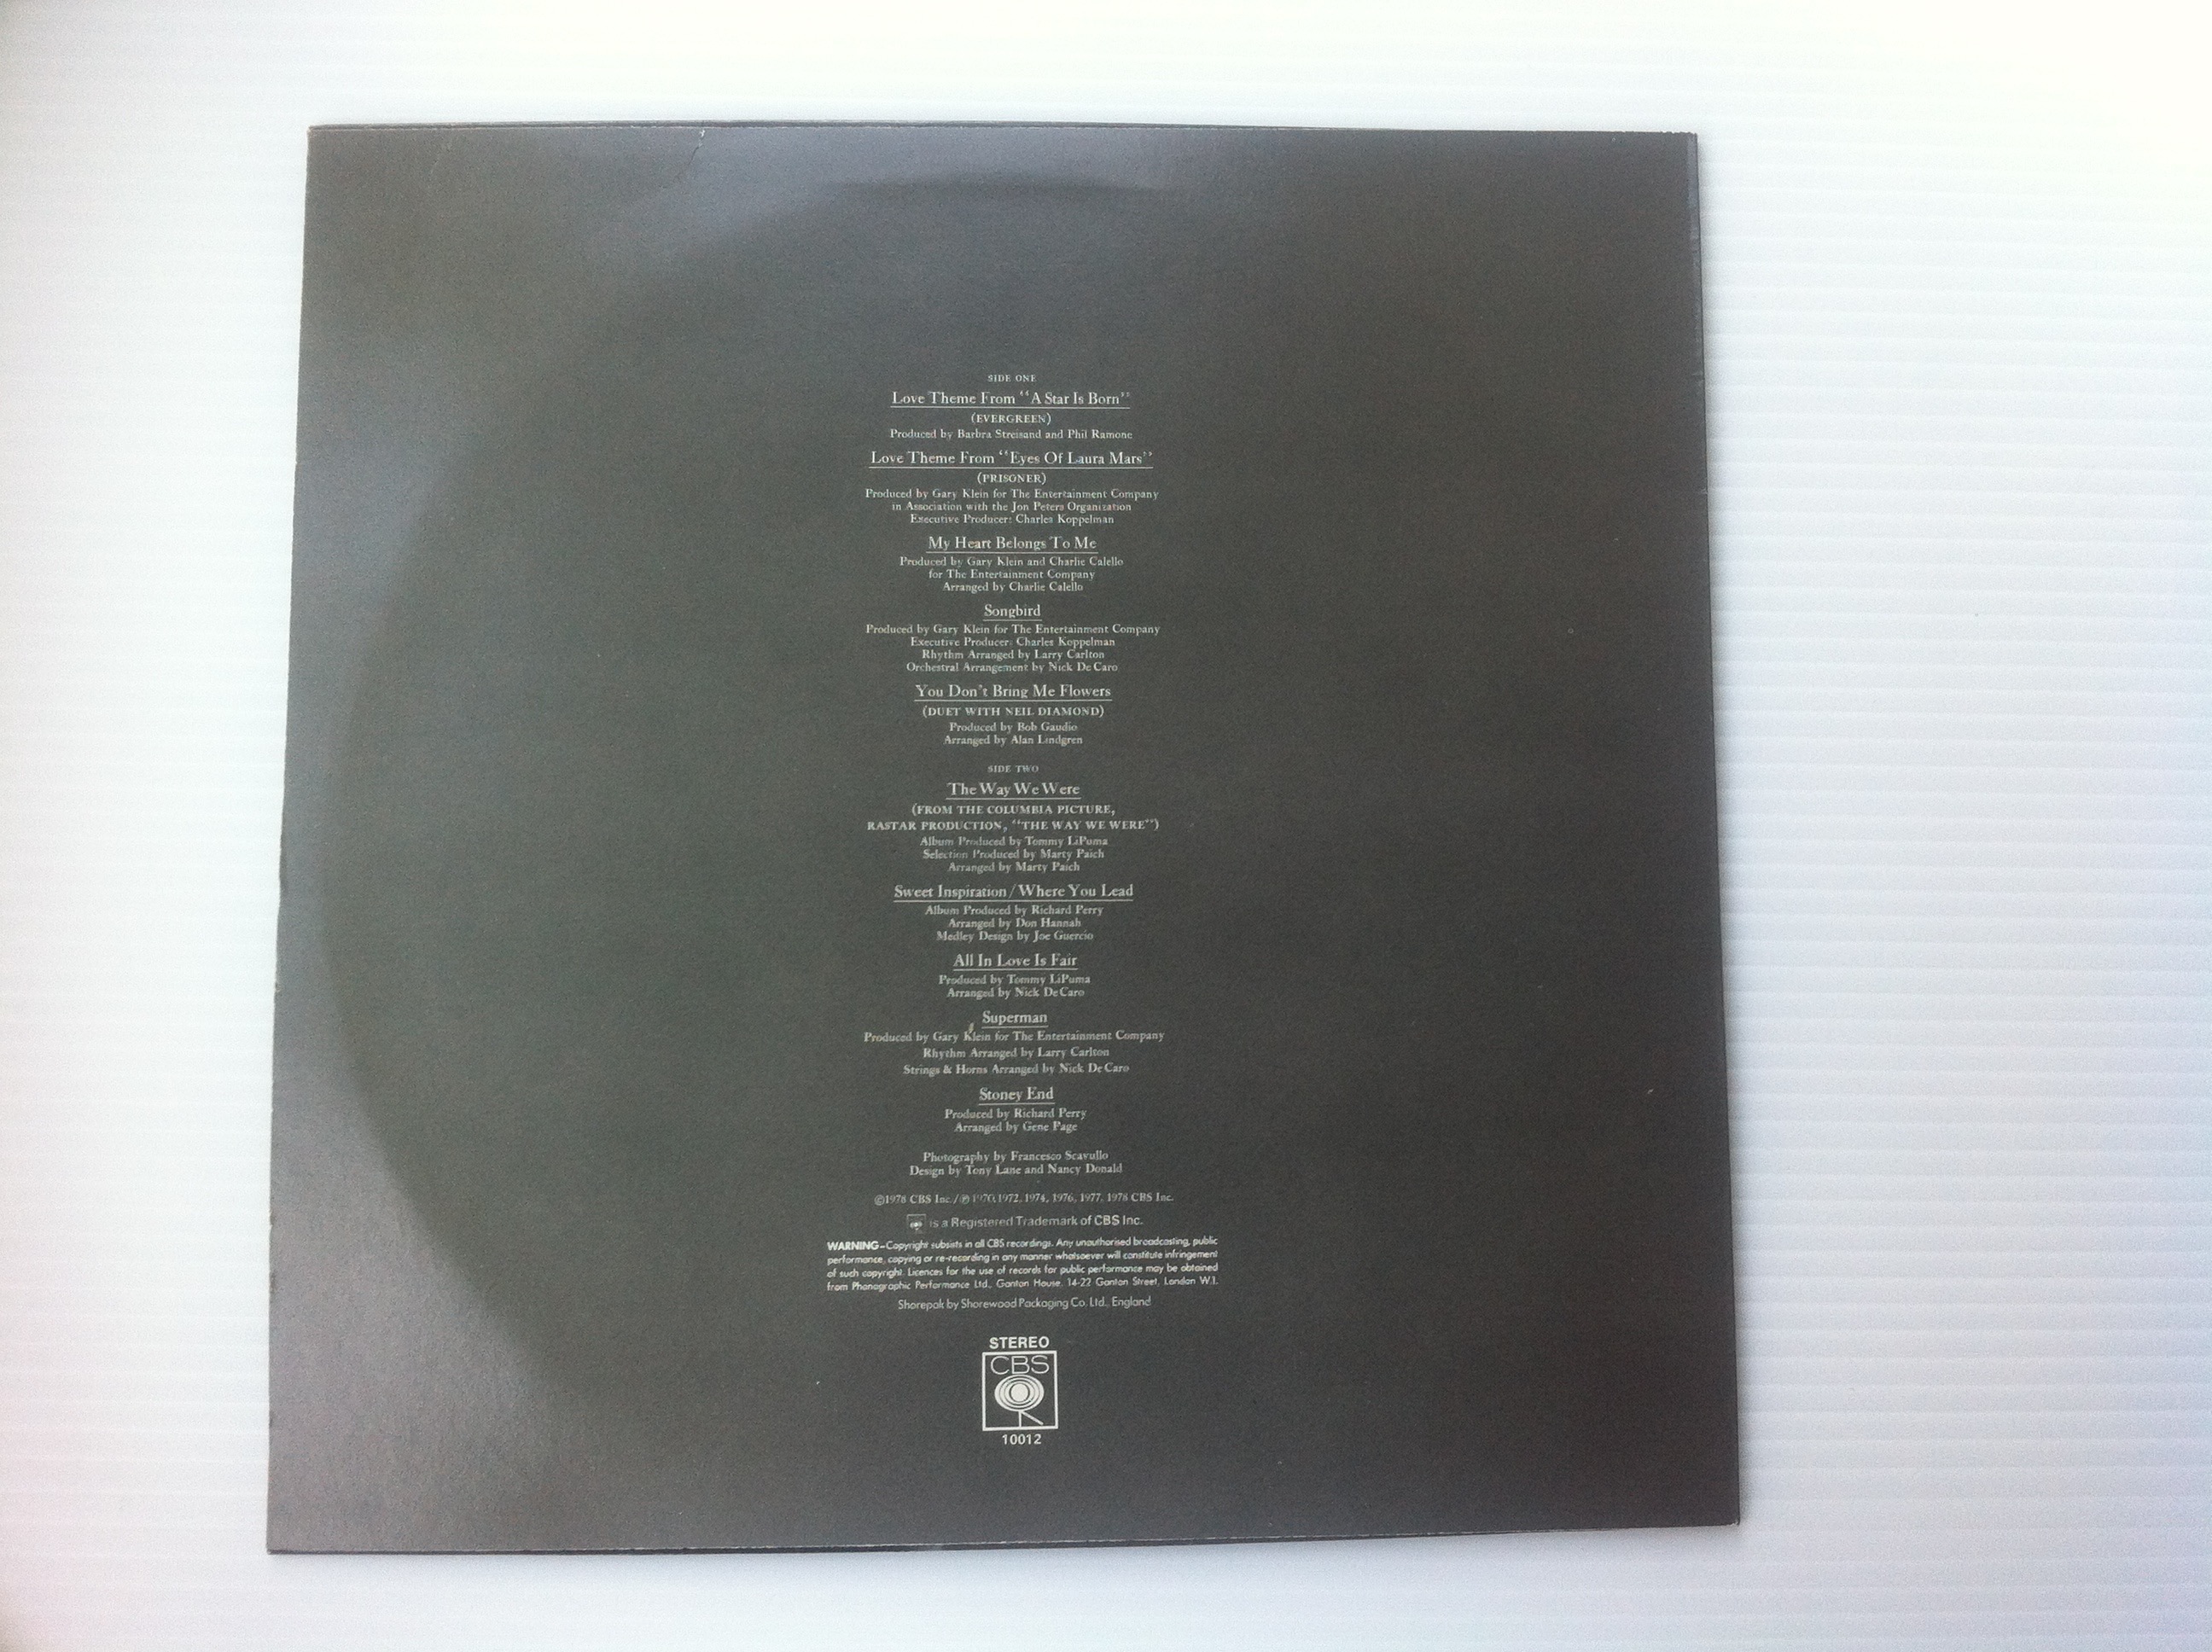 SIDE ONE
Love Theme From "A Star Is Born"
(EVERGREEN)
Produced by Barbra Streisand and Phil Ramone
Love Theme From "Eyes Of Laura Mars"
(PRISONER)
Produced by Gary Klein for The Entertainment Company
in Association with the Jon Peters Organization
Executive Producer: Charles Koppelman
My Heart Belongs To Me
Produced by Gary Klein and Charlie Calello
for The Entertainment Company
Arranged by Charlie Calello
Songbird
Produced by Gary Klein for The Entertainment Company
Executive Producer: Charles Koppelman
Rhythm Arranged by Larry Carlton
Orchestral Arrangement by Nick De Caro
You Don't Bring Me Flowers
(DUET WITH NEIL DIAMOND)
Produced by Bob Gaudio
Arranged by Alan Lindgren
SIDE TWO
The Way We Were
(FROM THE COLUMBIA PICTURE,
RASTAR PRODUCTION, "THE WAY WE WERE")
Album Produced by Tommy LiPuma
Selection Produced by Marty Paich
Arranged by Marty Paich
Sweet Inspiration/Where You Lead
Album Produced by Richard Perry
Arranged by Don Hannah
Medley Design by Joe Guercio
All In Love Is Fair
Produced by Tommy LiPuma
Arranged by Nick DeCaro
Superman
Produced by Gary Klein for The Entertainment Company
Rhythm Arranged by Larry Carlton
Strings & Horns Arranged by Nick De Caro
Stoney End
Produced by Richard Perry
Arranged by Gene Page
Photography by Francesco Scavullo
Design by Tony Lane and Nancy Donald
©1978 CBS Inc./℗ 1970, 1972, 1974, 1976, 1977, 1978 CBS Inc.
is a Registered Trademark of CBS Inc.
WARNING–Copyright subsists in all CBS recordings. Any unauthorised broadcasting, public
performance, copying or re-recording in any manner whatsoever will constitute infringement
of such copyright. Licences for the use of records for public performance may be obtained
from Phonographic Performance Ltd., Ganton House, 14-22 Ganton Street, London W.1.
Shorepak by Shorewood Packaging Co. Ltd., England
STEREO
CBS
10012